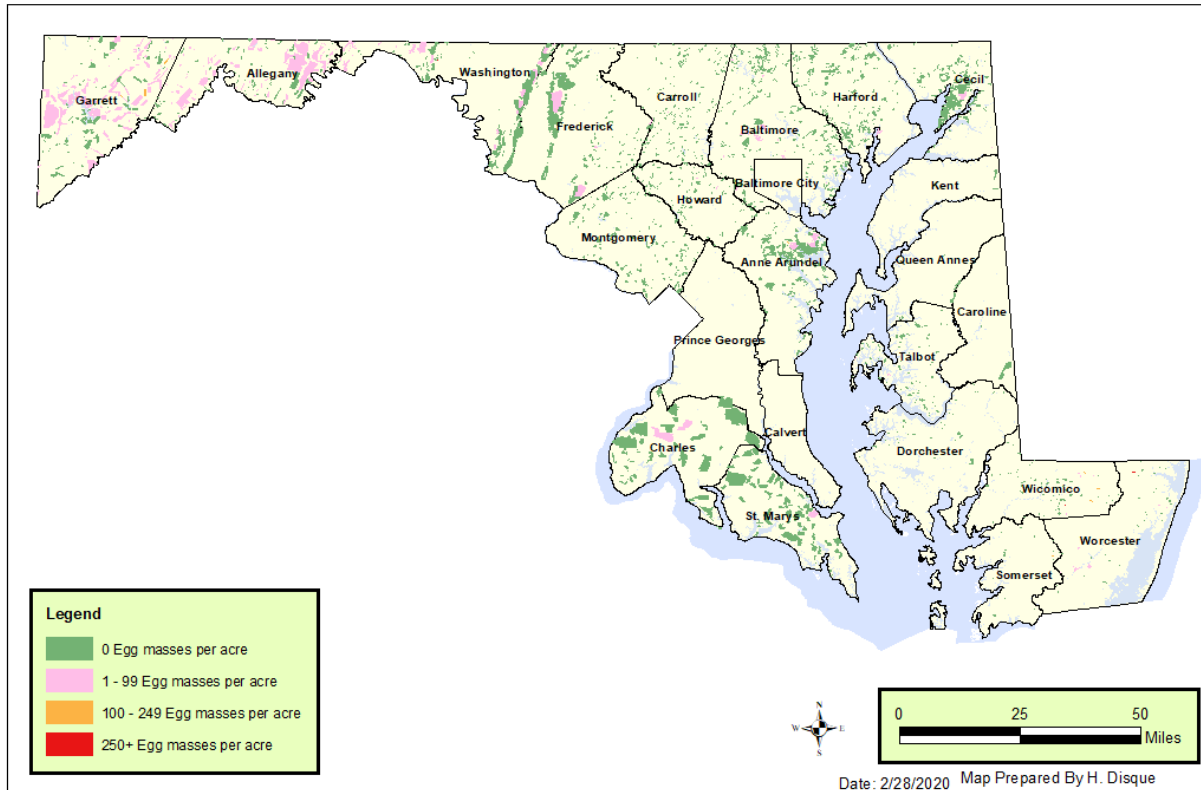 Garrett
Allegany
Washington
Frederick
Carroll
Baltimore
Harford
Cecil
Baltimore City
Howard
Montgomery
Anne Arundel
Kent
Queen Annes
Caroline
Talbot
Prince Georges
Calvert
Charles
St. Marys
Dorchester
Wicomico
Worcester
Somerset
Legend
0 Egg masses per acre
1 - 99 Egg masses per acre
100 - 249 Egg masses per acre
250+ Egg masses per acre
N
W E
S
0 25 50
Miles
Date: 2/28/2020 Map Prepared By H. Disque